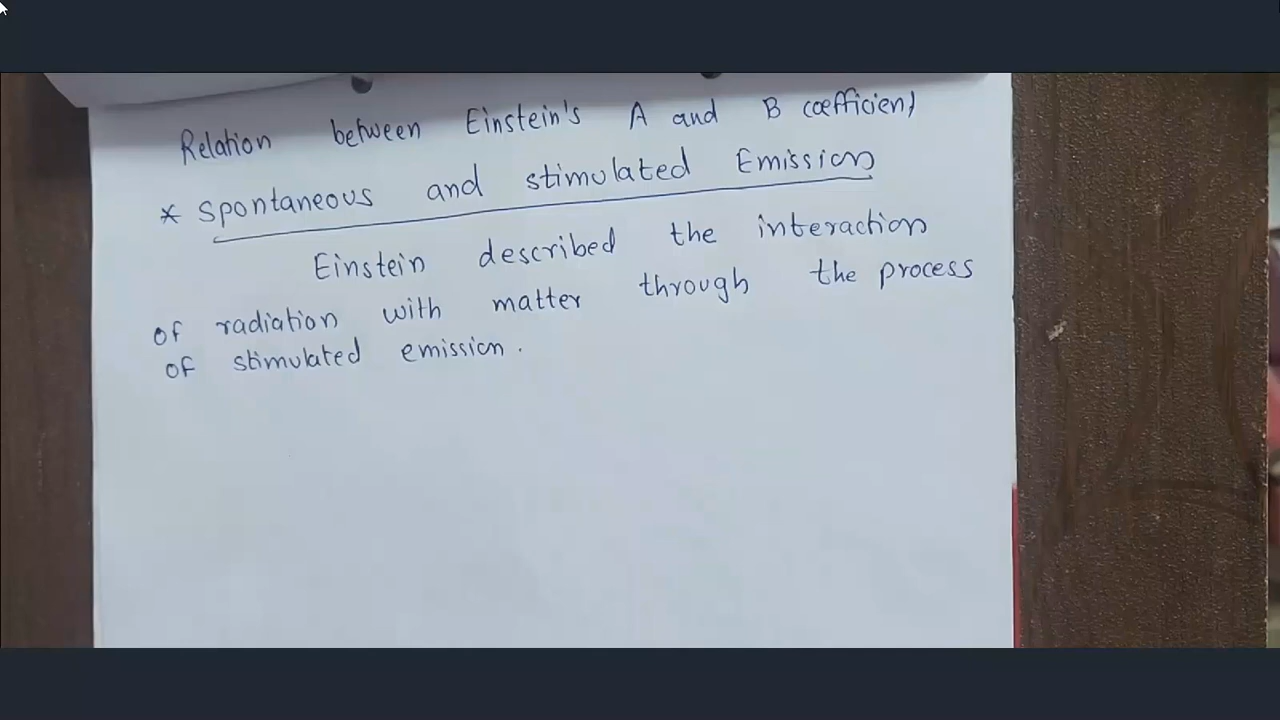 Relation between Einstein's A and B coefficient
* Spontaneous and stimulated Emission
Einstein described the interaction
of radiation with matter through the process
of stimulated emission.